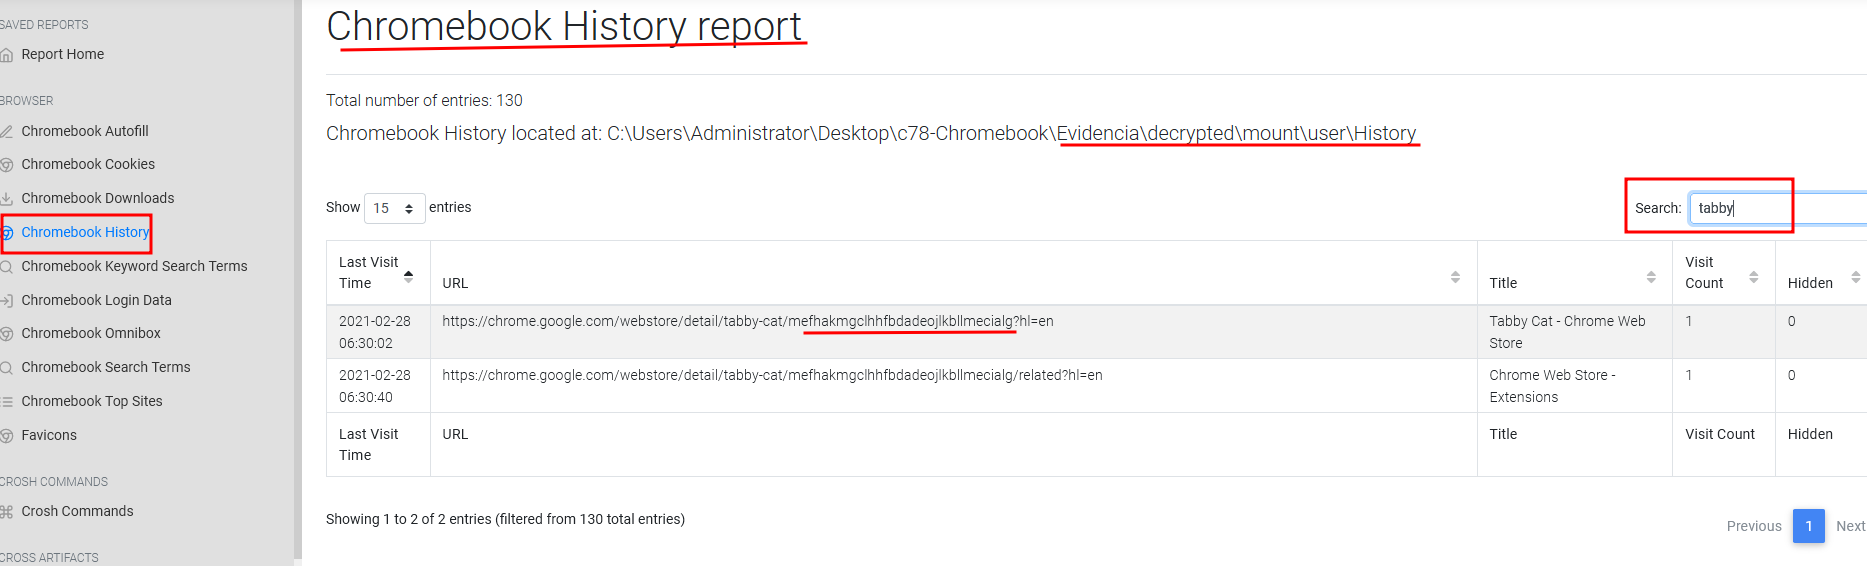 SAVED REPORTS
Report Home
BROWSER
Chromebook Autofill
Chromebook Cookies
Chromebook Downloads
Chromebook History
Chromebook Keyword Search Terms
Chromebook Login Data
Chromebook Omnibox
Chromebook Search Terms
Chromebook Top Sites
Favicons
CROSH COMMANDS
Crosh Commands
CROSS ARTIFACTS
Chromebook History report
Total number of entries: 130
Chromebook History located at: C:\Users\Administrator\Desktop\c78-Chromebook\Evidencia\decrypted\mount\user\History
Show 15 entries
Search: tabby
Last Visit Time URL Title Visit Count Hidden
2021-02-28 06:30:02 https://chrome.google.com/webstore/detail/tabby-cat/mefhakmgclhhfbdadeojlkbllmecialg?hl=en Tabby Cat - Chrome Web Store 1 0
2021-02-28 06:30:40 https://chrome.google.com/webstore/detail/tabby-cat/mefhakmgclhhfbdadeojlkbllmecialg/related?hl=en Chrome Web Store - Extensions 1 0
Last Visit Time URL Title Visit Count Hidden
Showing 1 to 2 of 2 entries (filtered from 130 total entries)
Previous 1 Next